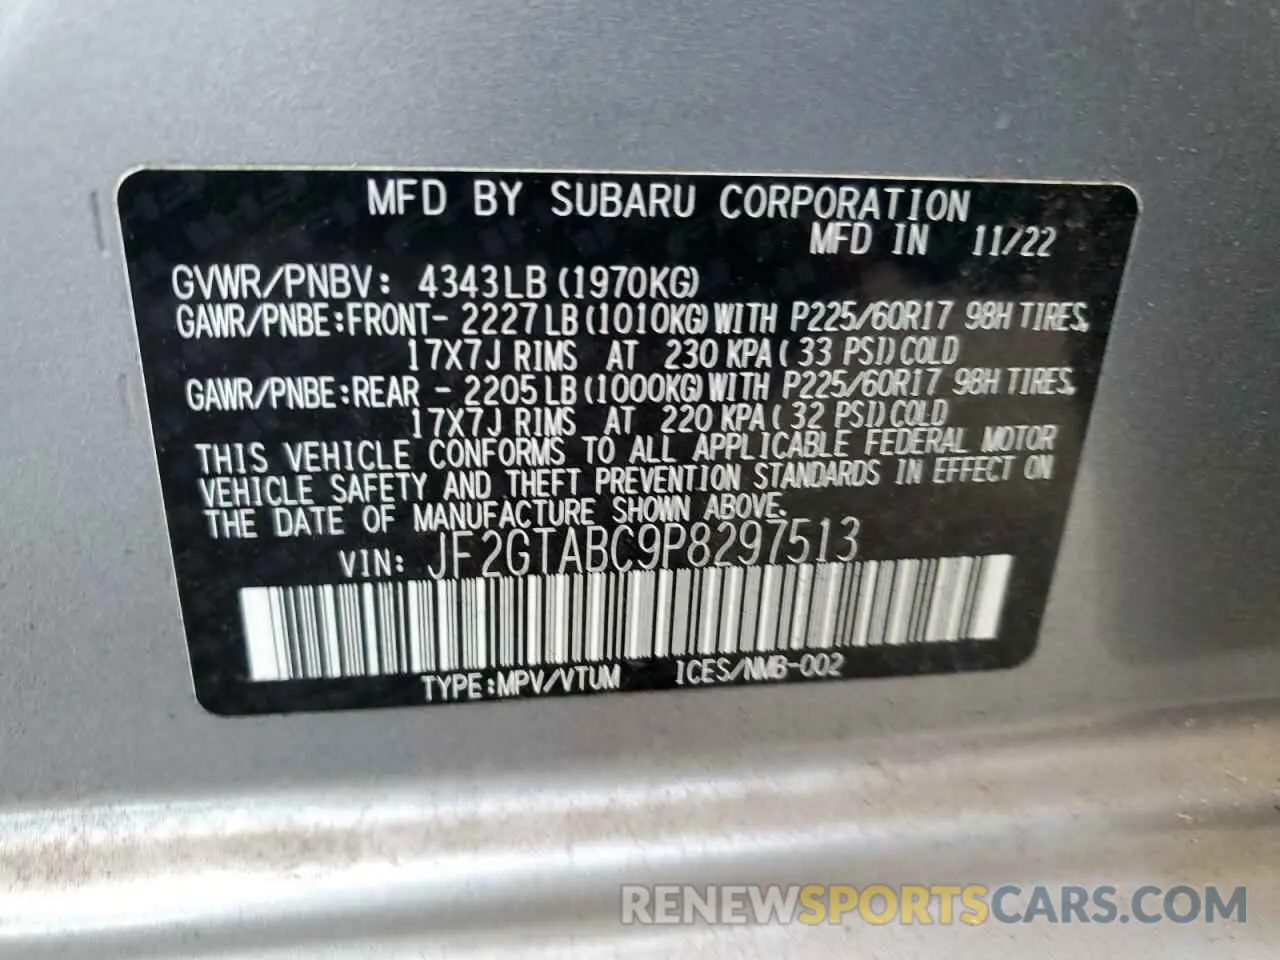 MFD BY SUBARU CORPORATION
MFD IN 11/22
GVWR/PNBV: 4343LB (1970KG)
GAWR/PNBE:FRONT- 2227LB(1010KG)WITH P225/60R17 98H TIRES,
17X7J RIMS AT 230 KPA( 33 PSI)COLD
GAWR/PNBE:REAR - 2205LB(1000KG)WITH P225/60R17 98H TIRES,
17X7J RIMS AT 220 KPA( 32 PSI)COLD
THIS VEHICLE CONFORMS TO ALL APPLICABLE FEDERAL MOTOR
VEHICLE SAFETY AND THEFT PREVENTION STANDARDS IN EFFECT ON
THE DATE OF MANUFACTURE SHOWN ABOVE.
VIN: JF2GTABC9P8297513
TYPE:MPV/VTUM ICES/NMB-002
RENEWSPORTSCARS.COM